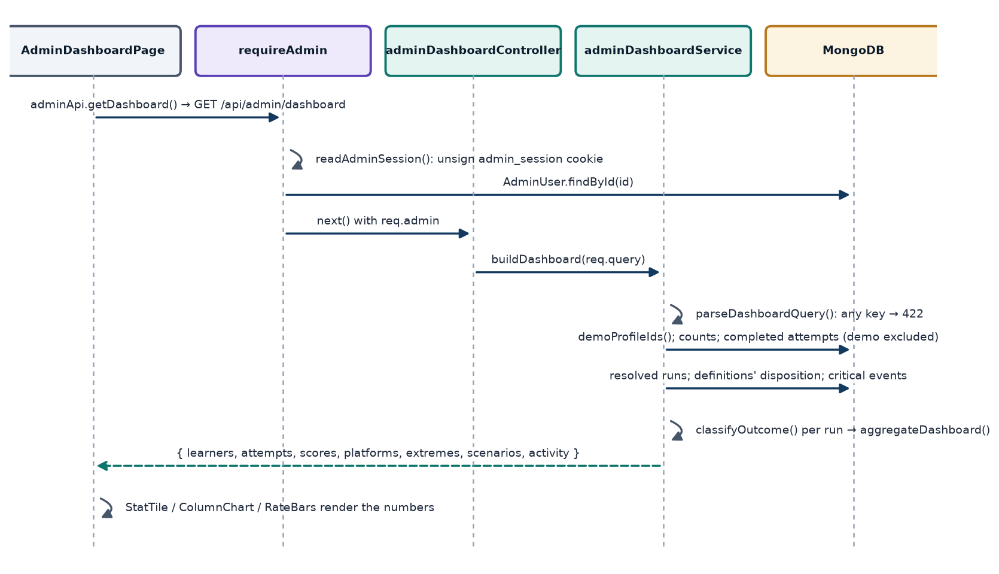 AdminDashboardPage
requireAdmin
adminDashboardController
adminDashboardService
MongoDB
adminApi.getDashboard() → GET /api/admin/dashboard
readAdminSession(): unsign admin_session cookie
AdminUser.findById(id)
next() with req.admin
buildDashboard(req.query)
parseDashboardQuery(): any key → 422
demoProfileIds(); counts; completed attempts (demo excluded)
resolved runs; definitions' disposition; critical events
classifyOutcome() per run → aggregateDashboard()
{ learners, attempts, scores, platforms, extremes, scenarios, activity }
StatTile / ColumnChart / RateBars render the numbers